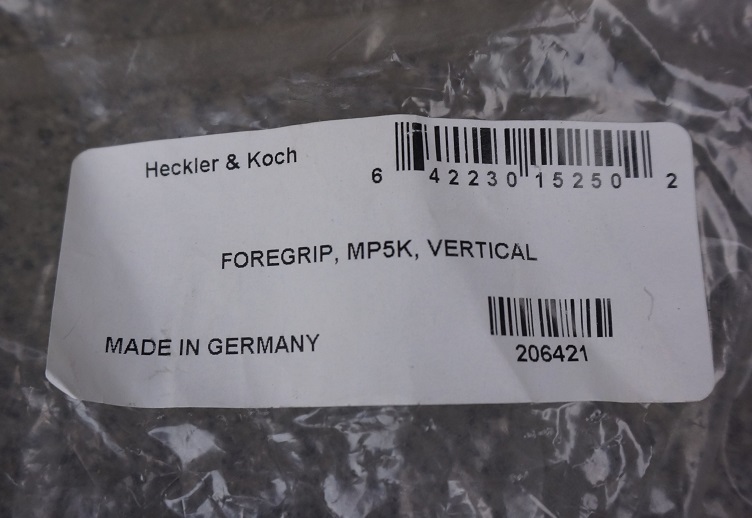 Heckler & Koch
6 42230 15250 2
FOREGRIP, MP5K, VERTICAL
MADE IN GERMANY
206421